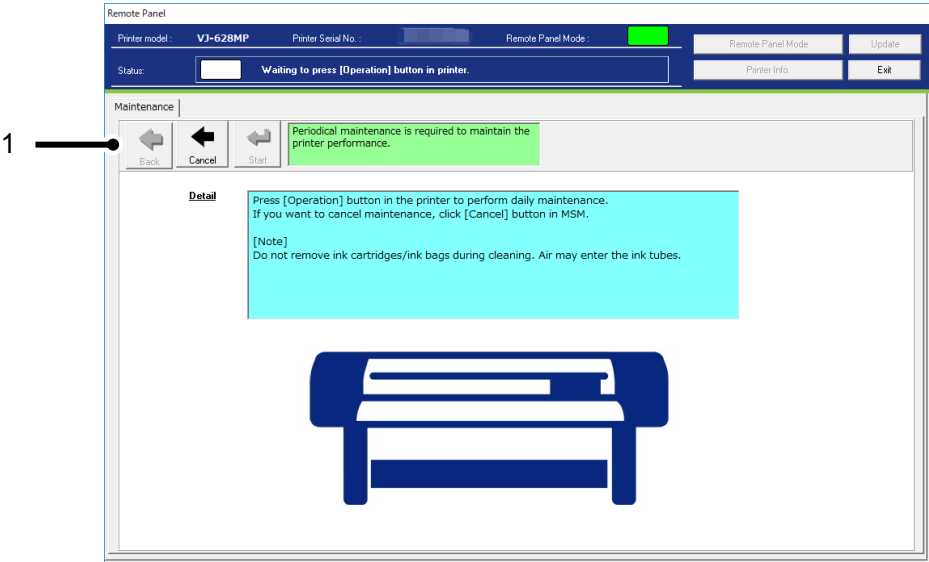 Remote Panel
Printer model : VJ-628MP Printer Serial No. : Remote Panel Mode : Remote Panel Mode Update
Status: Waiting to press [Operation] button in printer. Printer Info. Exit
Maintenance
1
Back Cancel Start
Periodical maintenance is required to maintain the
printer performance.
Detail
Press [Operation] button in the printer to perform daily maintenance.
If you want to cancel maintenance, click [Cancel] button in MSM.
[Note]
Do not remove ink cartridges/ink bags during cleaning. Air may enter the ink tubes.